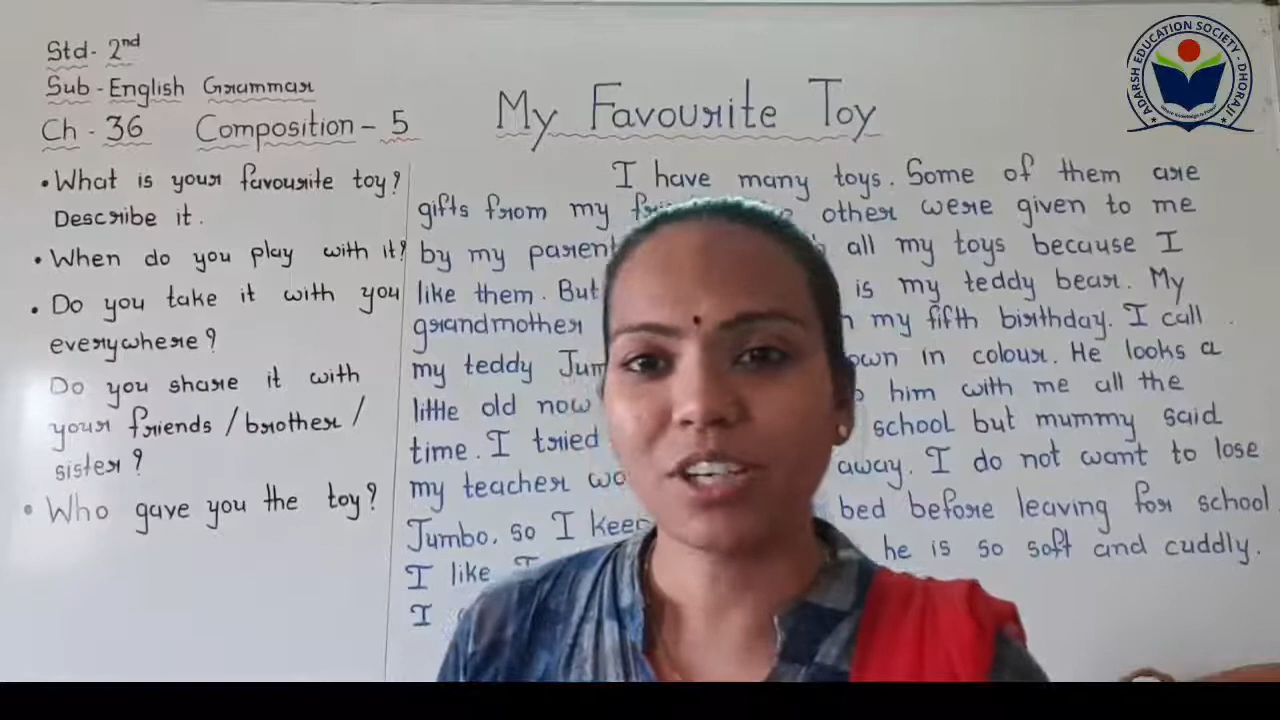 Std- 2nd
Sub - English Grammar
Ch - 36 Composition - 5
• What is your favourite toy?
Describe it.
• When do you play with it?
• Do you take it with you
everywhere?
Do you share it with
your friends / brother /
sister?
• Who gave you the toy?
My Favourite Toy
I have many toys. Some of them are
gifts from my other were given to me
by my all my toys because I
like them. But is my teddy bear. My
grandmother my fifth birthday. I call
my teddy in colour. He looks a
little old now him with me all the
time. I tried school but mummy said
my teacher away. I do not want to lose
Jumbo, so I keep bed before leaving for school
I like he is so soft and cuddly.
I
ADARSH EDUCATION SOCIETY - DHORAJI